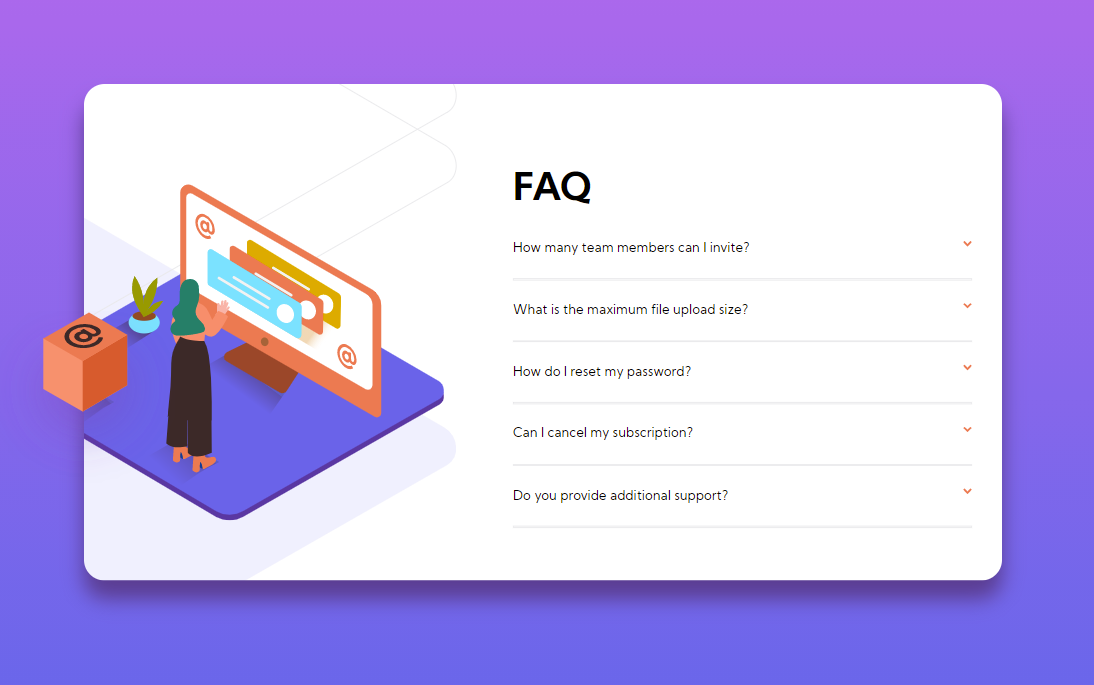 FAQ
How many team members can I invite?
What is the maximum file upload size?
How do I reset my password?
Can I cancel my subscription?
Do you provide additional support?
@
@
@